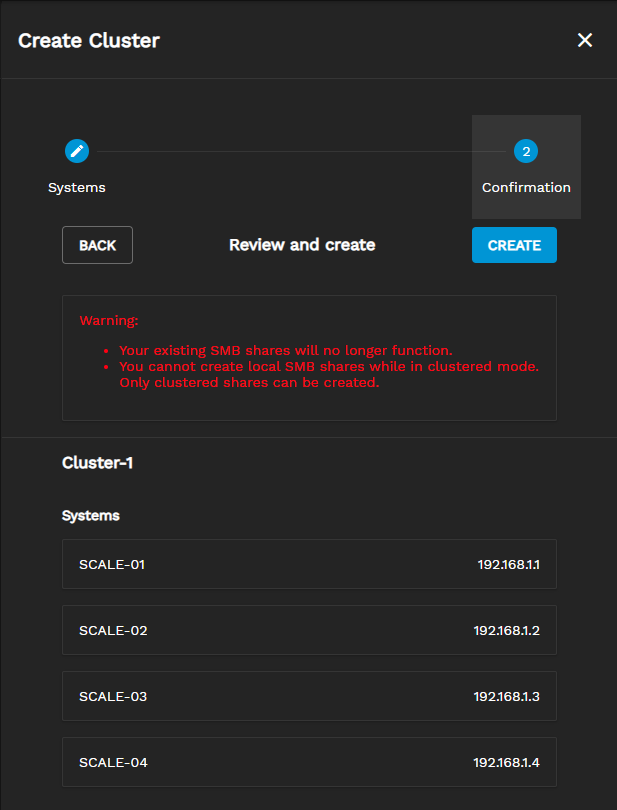 Create Cluster
2
Systems
Confirmation
BACK
Review and create
CREATE
Warning:
Your existing SMB shares will no longer function.
You cannot create local SMB shares while in clustered mode.
Only clustered shares can be created.
Cluster-1
Systems
SCALE-01 192.168.1.1
SCALE-02 192.168.1.2
SCALE-03 192.168.1.3
SCALE-04 192.168.1.4